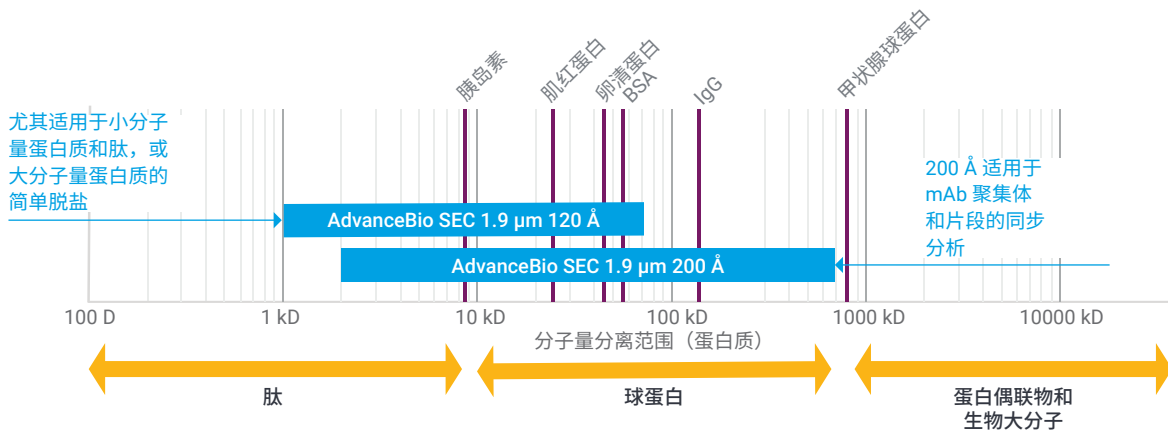 胰岛素
肌红蛋白
卵清蛋白
BSA
IgG
甲状腺球蛋白
尤其适用于小分子
量蛋白质和肽，或
大分子量蛋白质的
简单脱盐
200 Å 适用于
mAb 聚集体
和片段的同步
分析
AdvanceBio SEC 1.9 µm 120 Å
AdvanceBio SEC 1.9 µm 200 Å
100 D
1 kD
10 kD
100 kD
1000 kD
10000 kD
分子量分离范围（蛋白质）
肽
球蛋白
蛋白偶联物和
生物大分子